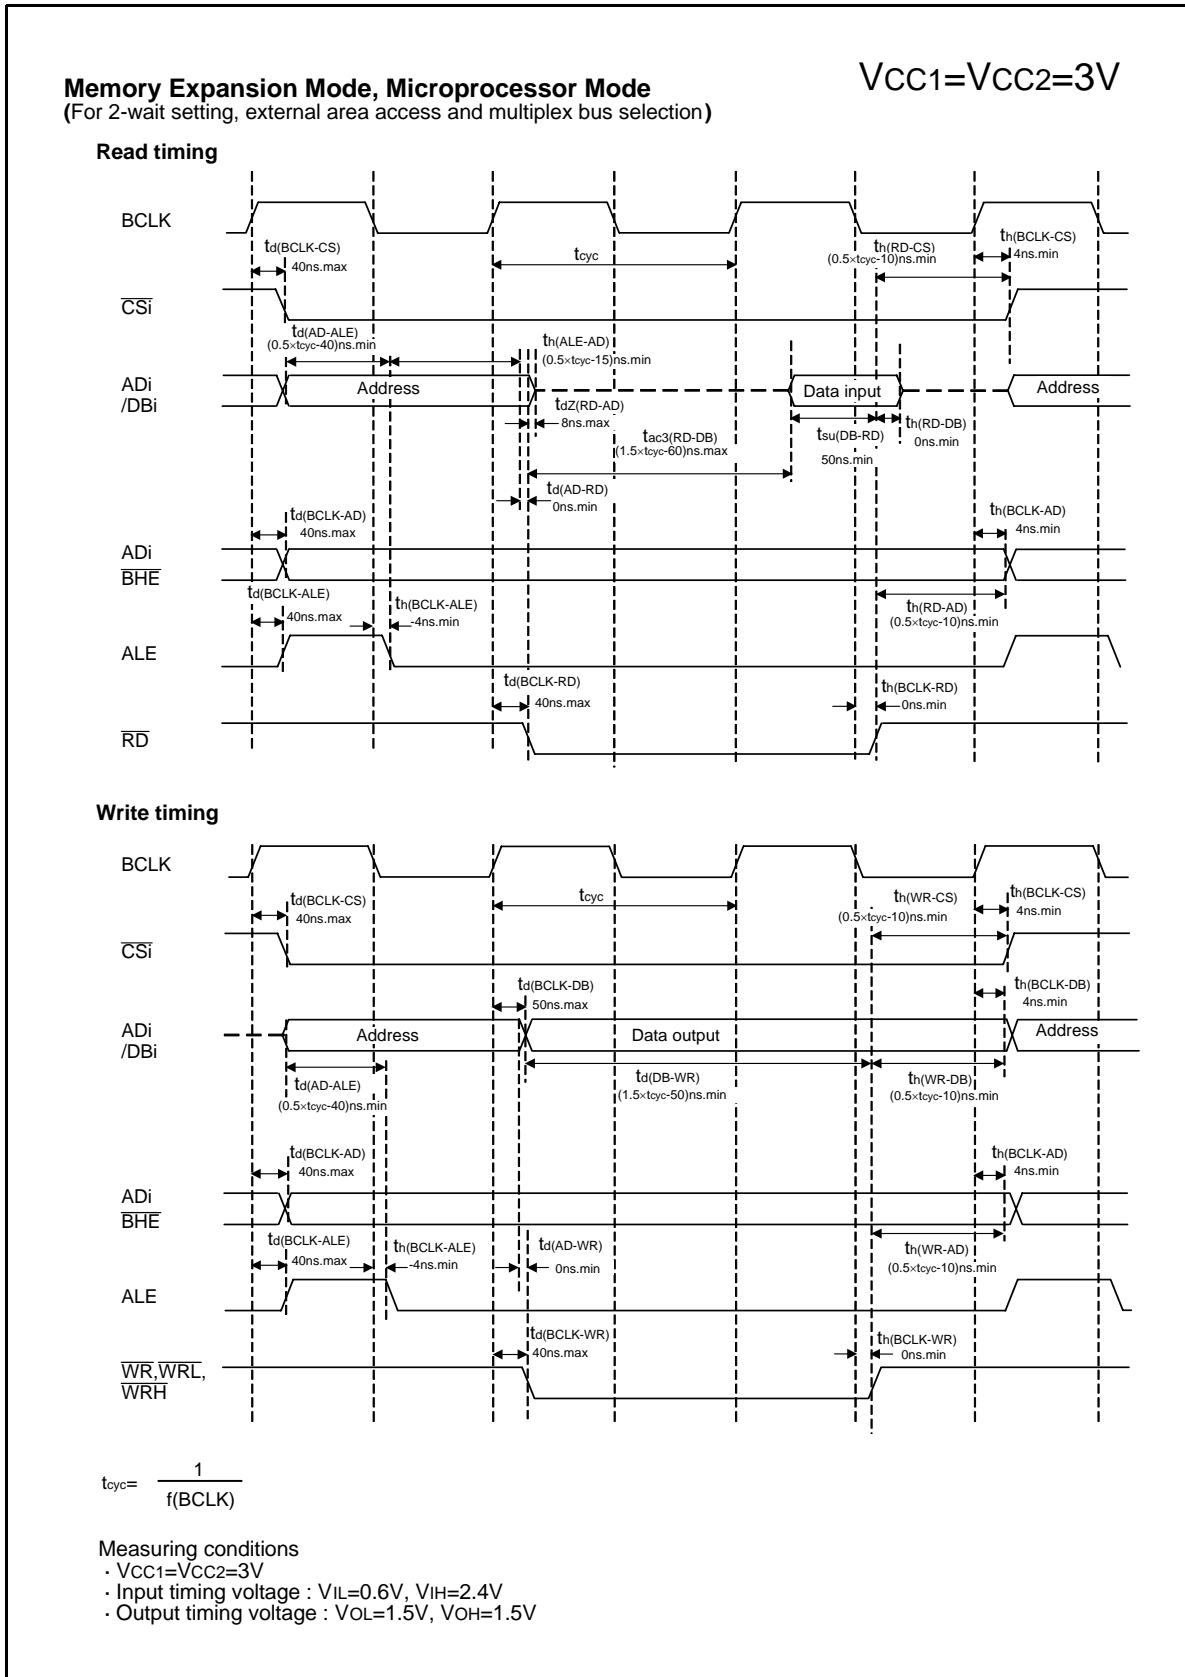 VCC1=VCC2=3V
Memory Expansion Mode, Microprocessor Mode
(For 2-wait setting, external area access and multiplex bus selection)
Read timing
BCLK
td(BCLK-CS)
40ns.max
tcyc
th(RD-CS)
(0.5×tcyc-10)ns.min
th(BCLK-CS)
4ns.min
CSi
td(AD-ALE)
(0.5×tcyc-40)ns.min
th(ALE-AD)
(0.5×tcyc-15)ns.min
ADi
/DBi
Address
Data input
Address
tdZ(RD-AD)
8ns.max
tac3(RD-DB)
(1.5×tcyc-60)ns.max
tsu(DB-RD)
50ns.min
th(RD-DB)
0ns.min
td(AD-RD)
0ns.min
td(BCLK-AD)
40ns.max
th(BCLK-AD)
4ns.min
ADi
BHE
td(BCLK-ALE)
40ns.max
th(BCLK-ALE)
-4ns.min
th(RD-AD)
(0.5×tcyc-10)ns.min
ALE
td(BCLK-RD)
40ns.max
th(BCLK-RD)
0ns.min
RD
Write timing
BCLK
td(BCLK-CS)
40ns.max
tcyc
th(WR-CS)
(0.5×tcyc-10)ns.min
th(BCLK-CS)
4ns.min
CSi
td(BCLK-DB)
50ns.max
th(BCLK-DB)
4ns.min
ADi
/DBi
Address
Data output
Address
td(AD-ALE)
(0.5×tcyc-40)ns.min
td(DB-WR)
(1.5×tcyc-50)ns.min
th(WR-DB)
(0.5×tcyc-10)ns.min
td(BCLK-AD)
40ns.max
th(BCLK-AD)
4ns.min
ADi
BHE
td(BCLK-ALE)
40ns.max
th(BCLK-ALE)
-4ns.min
td(AD-WR)
0ns.min
th(WR-AD)
(0.5×tcyc-10)ns.min
ALE
td(BCLK-WR)
40ns.max
th(BCLK-WR)
0ns.min
WR,WRL,
WRH
tcyc= 1
f(BCLK)
Measuring conditions
· VCC1=VCC2=3V
· Input timing voltage : VIL=0.6V, VIH=2.4V
· Output timing voltage : VOL=1.5V, VOH=1.5V